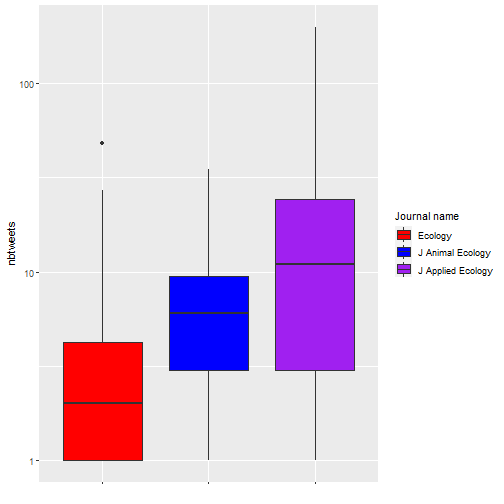 100
10
1
nbtweets
Journal name
Ecology
J Animal Ecology
J Applied Ecology